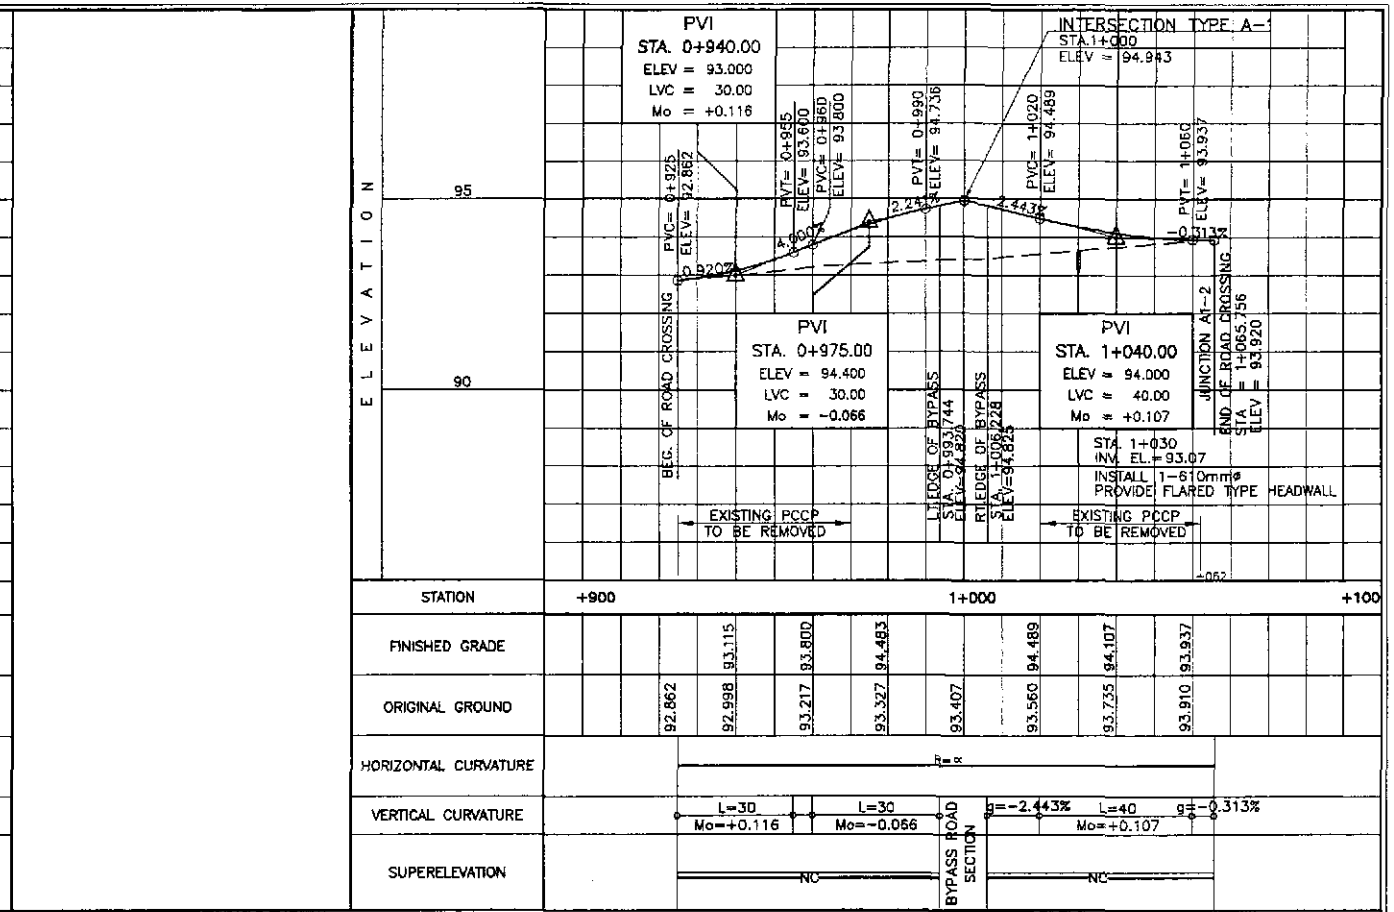 PVI
STA. 0+940.00
ELEV = 93.000
LVC = 30.00
Mo = +0.116
INTERSECTION TYPE A-1
STA.1+000
ELEV = 94.943
PVC= 0+925
ELEV= 92.862
PVT= 0+955
ELEV= 93.600
PVC= 0+960
ELEV= 93.800
PVT= 0+990
ELEV= 94.736
PVC= 1+020
ELEV= 94.489
PVT= 1+060
ELEV= 93.937
ELEVATION
95
90
0.920%
4.000%
2.443%
-0.313%
PVI
STA. 0+975.00
ELEV = 94.400
LVC = 30.00
Mo = -0.066
PVI
STA. 1+040.00
ELEV = 94.000
LVC = 40.00
Mo = +0.107
BEG. OF ROAD CROSSING
LT.EDGE OF BYPASS
STA. 0+993.744
ELEV=94.820
RT.EDGE OF BYPASS
STA. 1+006.228
ELEV=94.825
JUNCTION A1-2
END OF ROAD CROSSING
STA = 1+065.756
ELEV = 93.920
STA. 1+030
INV. EL.=93.07
INSTALL 1-610mmø
PROVIDE FLARED TYPE HEADWALL
EXISTING PCCP
TO BE REMOVED
EXISTING PCCP
TO BE REMOVED
+062
STATION
+900
1+000
+100
FINISHED GRADE
93.115
93.800
94.483
94.489
94.107
93.937
ORIGINAL GROUND
92.862
92.998
93.217
93.327
93.407
93.560
93.735
93.910
HORIZONTAL CURVATURE
R=∝
VERTICAL CURVATURE
L=30
Mo=+0.116
L=30
Mo=-0.066
g=-2.443%
L=40
Mo=+0.107
g=-0.313%
BYPASS ROAD
SECTION
SUPERELEVATION
NC
NC